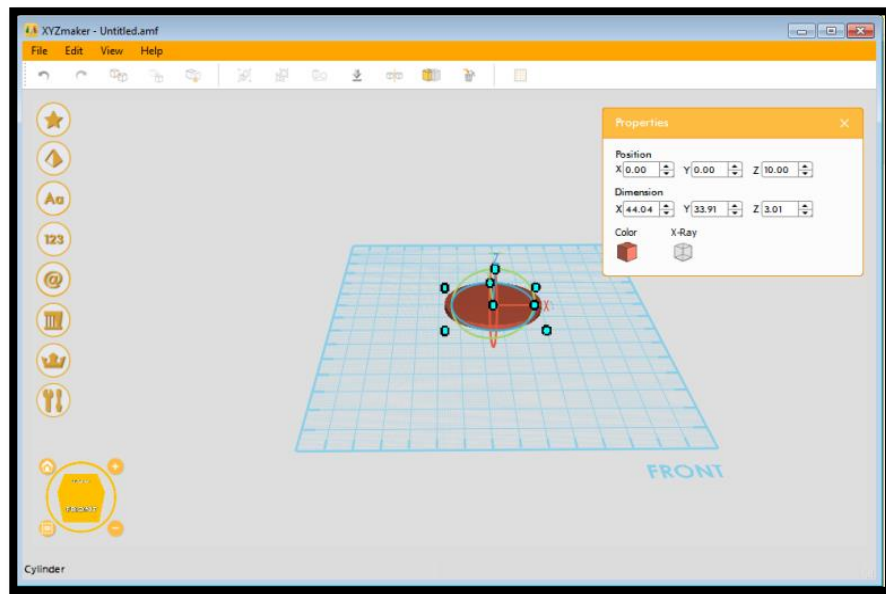 XYZmaker - Untitled.amf
File Edit View Help
Properties
Position
X 0.00 Y 0.00 Z 10.00
Dimension
X 44.04 Y 33.91 Z 3.01
Color X-Ray
Aa
123
@
Z
X
FRONT
FRONT
Cylinder